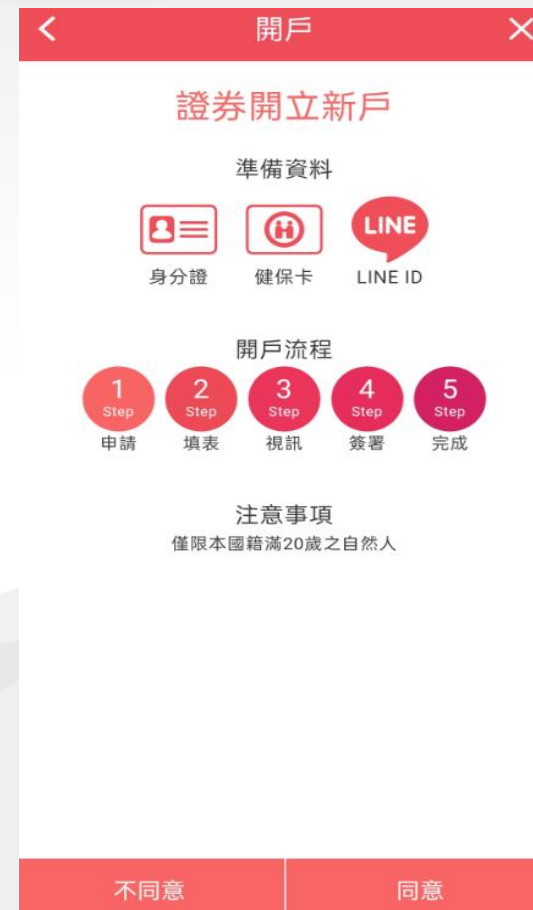 開戶
證券開立新戶
準備資料
LINE
身分證 健保卡 LINE ID
開戶流程
1 2 3 4 5
Step Step Step Step Step
申請 填表 視訊 簽署 完成
注意事項
僅限本國籍滿20歲之自然人
不同意 同意